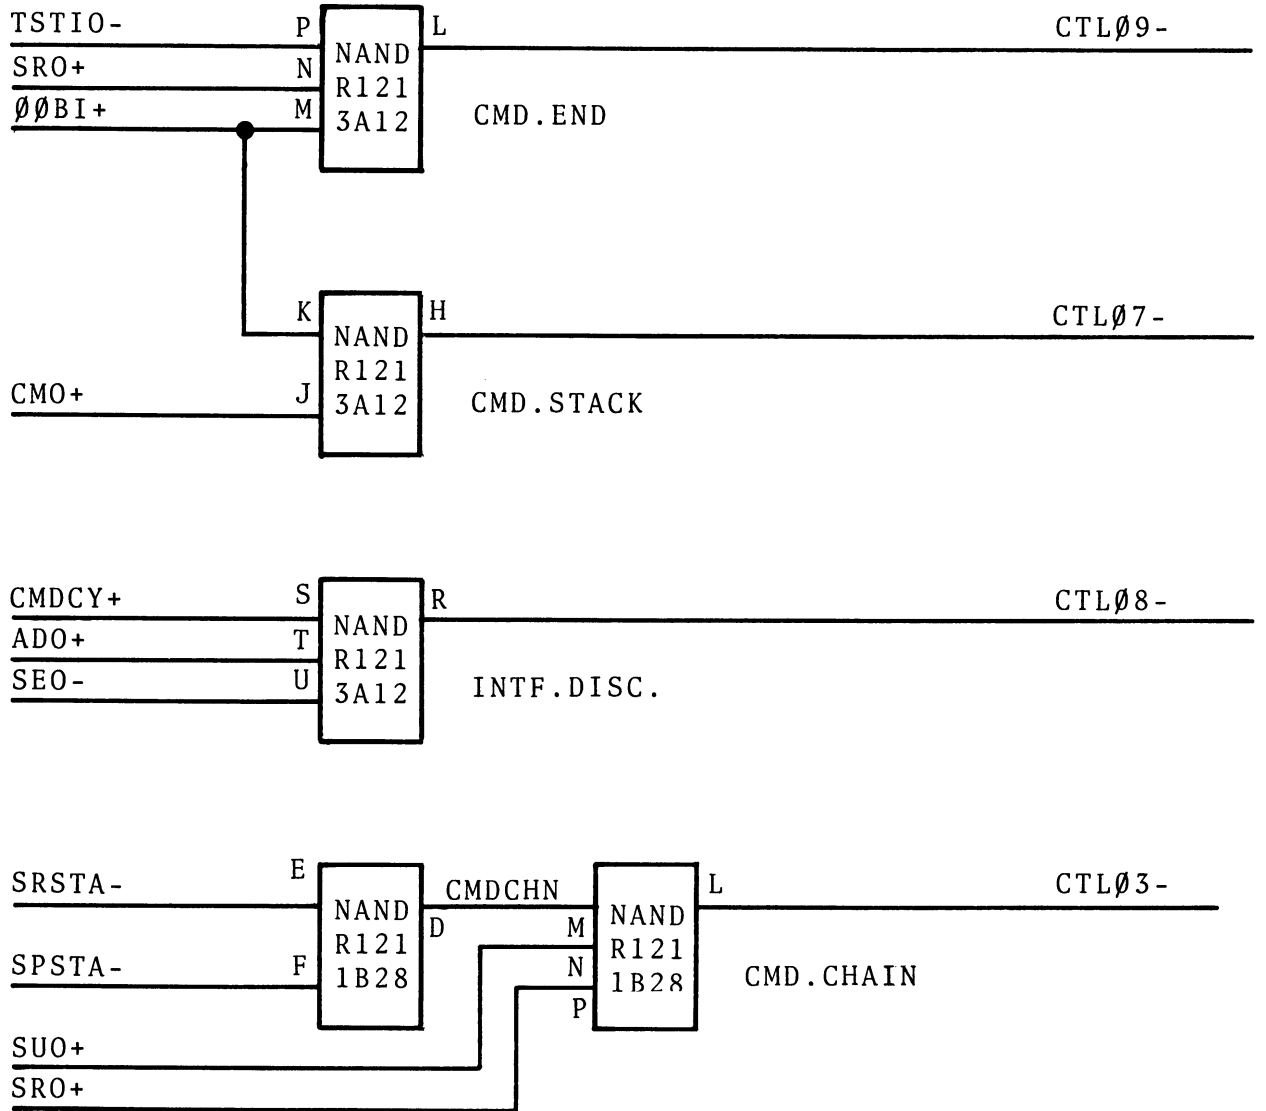 TSTIO- P L CTLØ9-
NAND
SRO+ N
R121
ØØBI+ M
3A12 CMD.END
K H CTLØ7-
NAND
R121
CMO+ J
3A12 CMD.STACK
CMDCY+ S R CTLØ8-
NAND
ADO+ T
R121
SEO- U
3A12 INTF.DISC.
SRSTA- E CMDCHN L CTLØ3-
NAND D M NAND
R121 R121
SPSTA- F 1B28 N 1B28 CMD.CHAIN
P
SUO+
SRO+